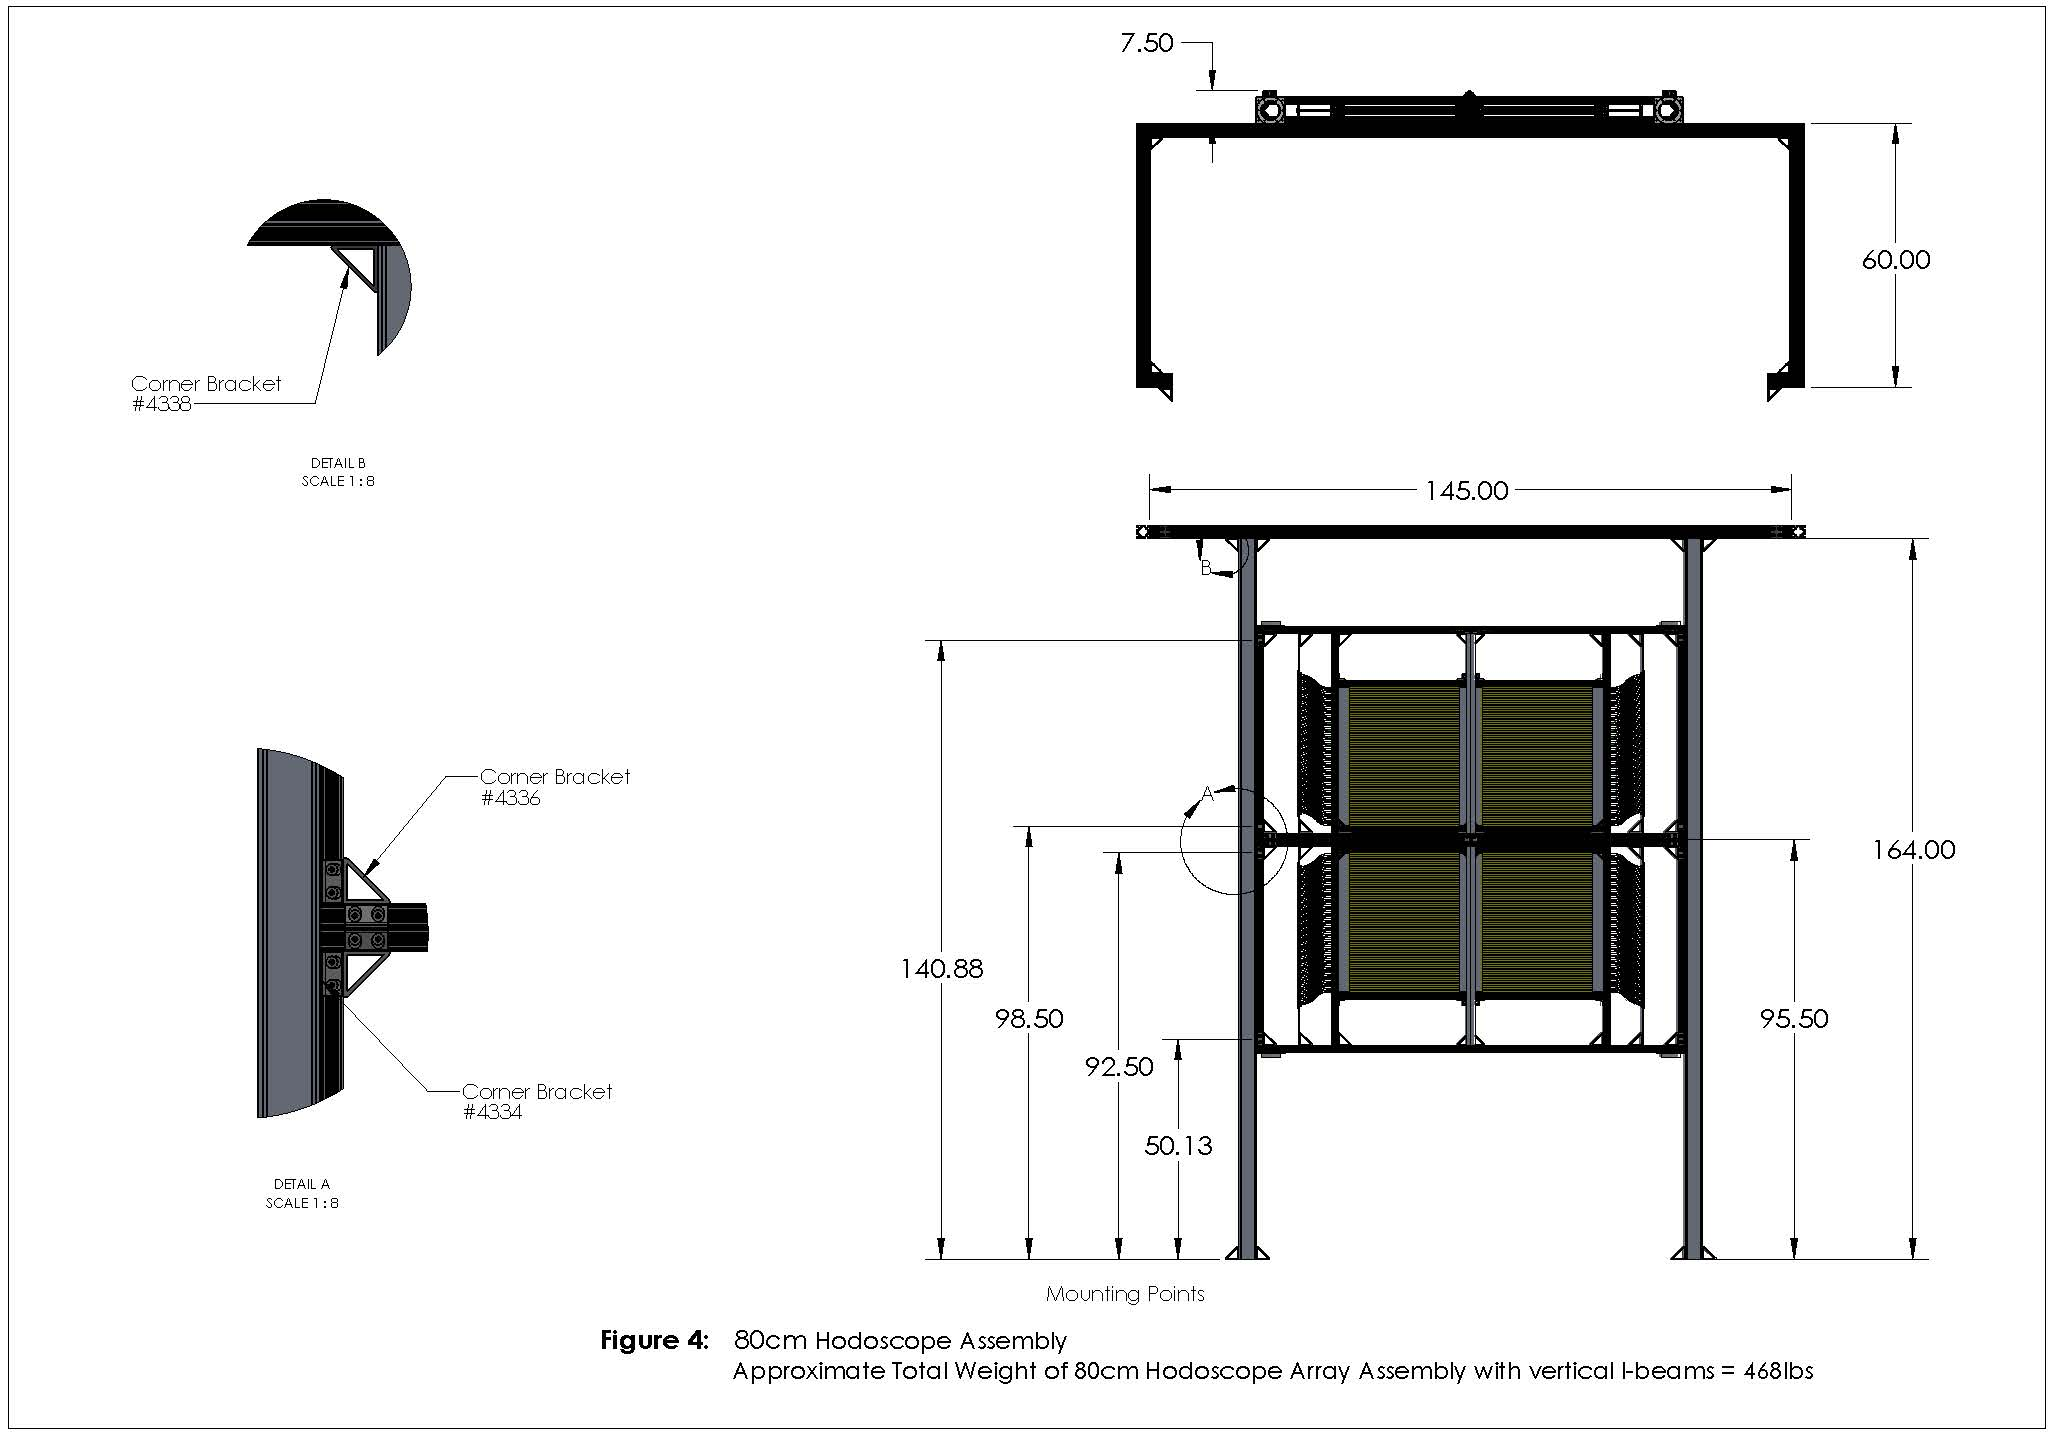 7.50
60.00
Corner Bracket
#4338
DETAIL B
SCALE 1 : 8
145.00
B
A
Corner Bracket
#4336
164.00
140.88
98.50
95.50
92.50
50.13
Corner Bracket
#4334
DETAIL A
SCALE 1 : 8
Mounting Points
Figure 4: 80cm Hodoscope Assembly
Approximate Total Weight of 80cm Hodoscope Array Assembly with vertical I-beams = 468lbs